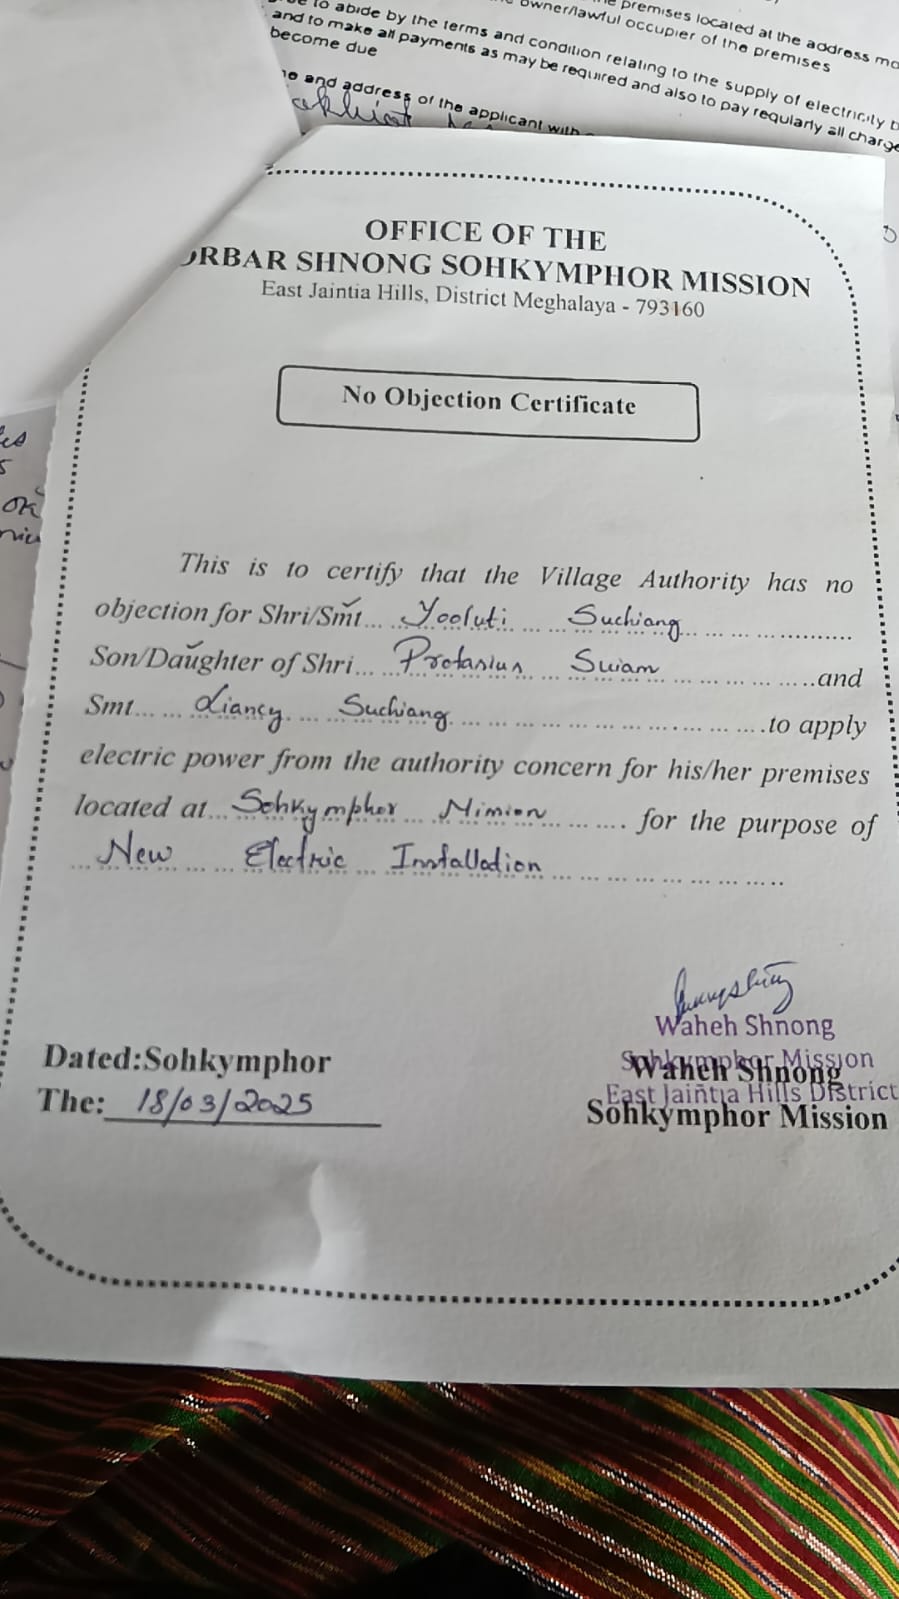 to abide by the terms and condition relating to the supply of electricity
and to make all payments as may be required and also to pay regularly all
become due
premises located at the address
owner/lawful occupier of the premises
and address of the applicant with
OFFICE OF THE
ORBAR SHNONG SOHKYMPHOR MISSION
East Jaintia Hills, District Meghalaya - 793160
No Objection Certificate
This is to certify that the Village Authority has no
objection for Shri/Smt... Yooluti Suchiang
Son/Daughter of Shri... Protasius Swiam and
Smt... Liancy Suchiang to apply
electric power from the authority concern for his/her premises
located at... Sohkymphor Mimion for the purpose of
New Electric Installation
Waheh Shnong
Sohkymphor Mission
East Jaintia Hills District
Waheh Shnong
Sohkymphor Mission
Dated:Sohkymphor
The: 18/03/2025